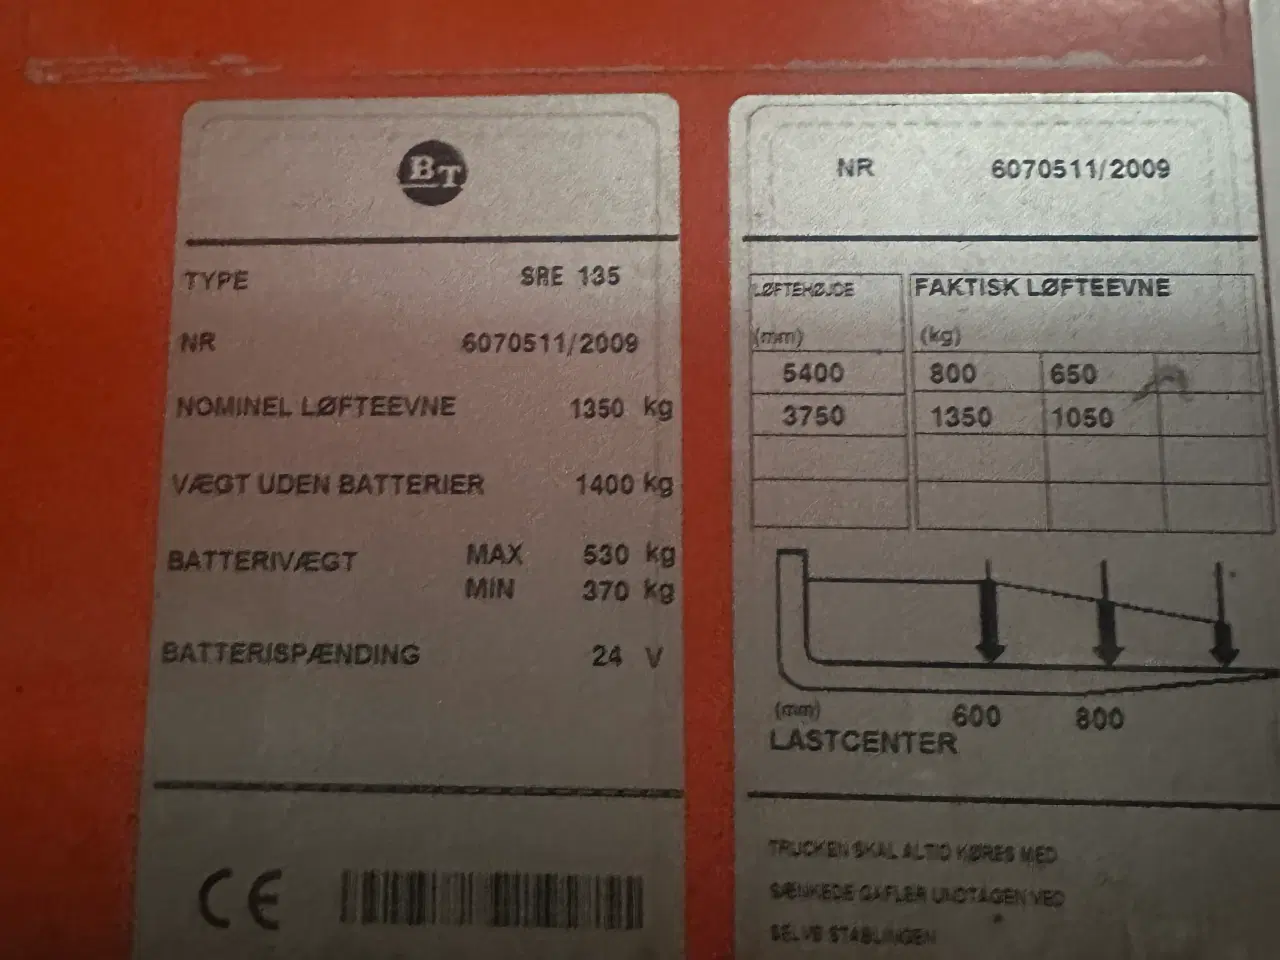 BT
TYPE SRE 135
NR 6070511/2009
NOMINEL LØFTEEVNE 1350 kg
VÆGT UDEN BATTERIER 1400 kg
BATTERIVÆGT MAX 530 kg
MIN 370 kg
BATTERISPÆNDING 24 V
CE
NR 6070511/2009
LØFTEHØJDE FAKTISK LØFTEEVNE
(mm) (kg)
5400 800 650
3750 1350 1050
(mm) 600 800
LASTCENTER
TRUCKEN SKAL ALTID KØRES MED
SÆNKEDE GAFLER UNDTAGEN VED
SELVE STABLINGEN